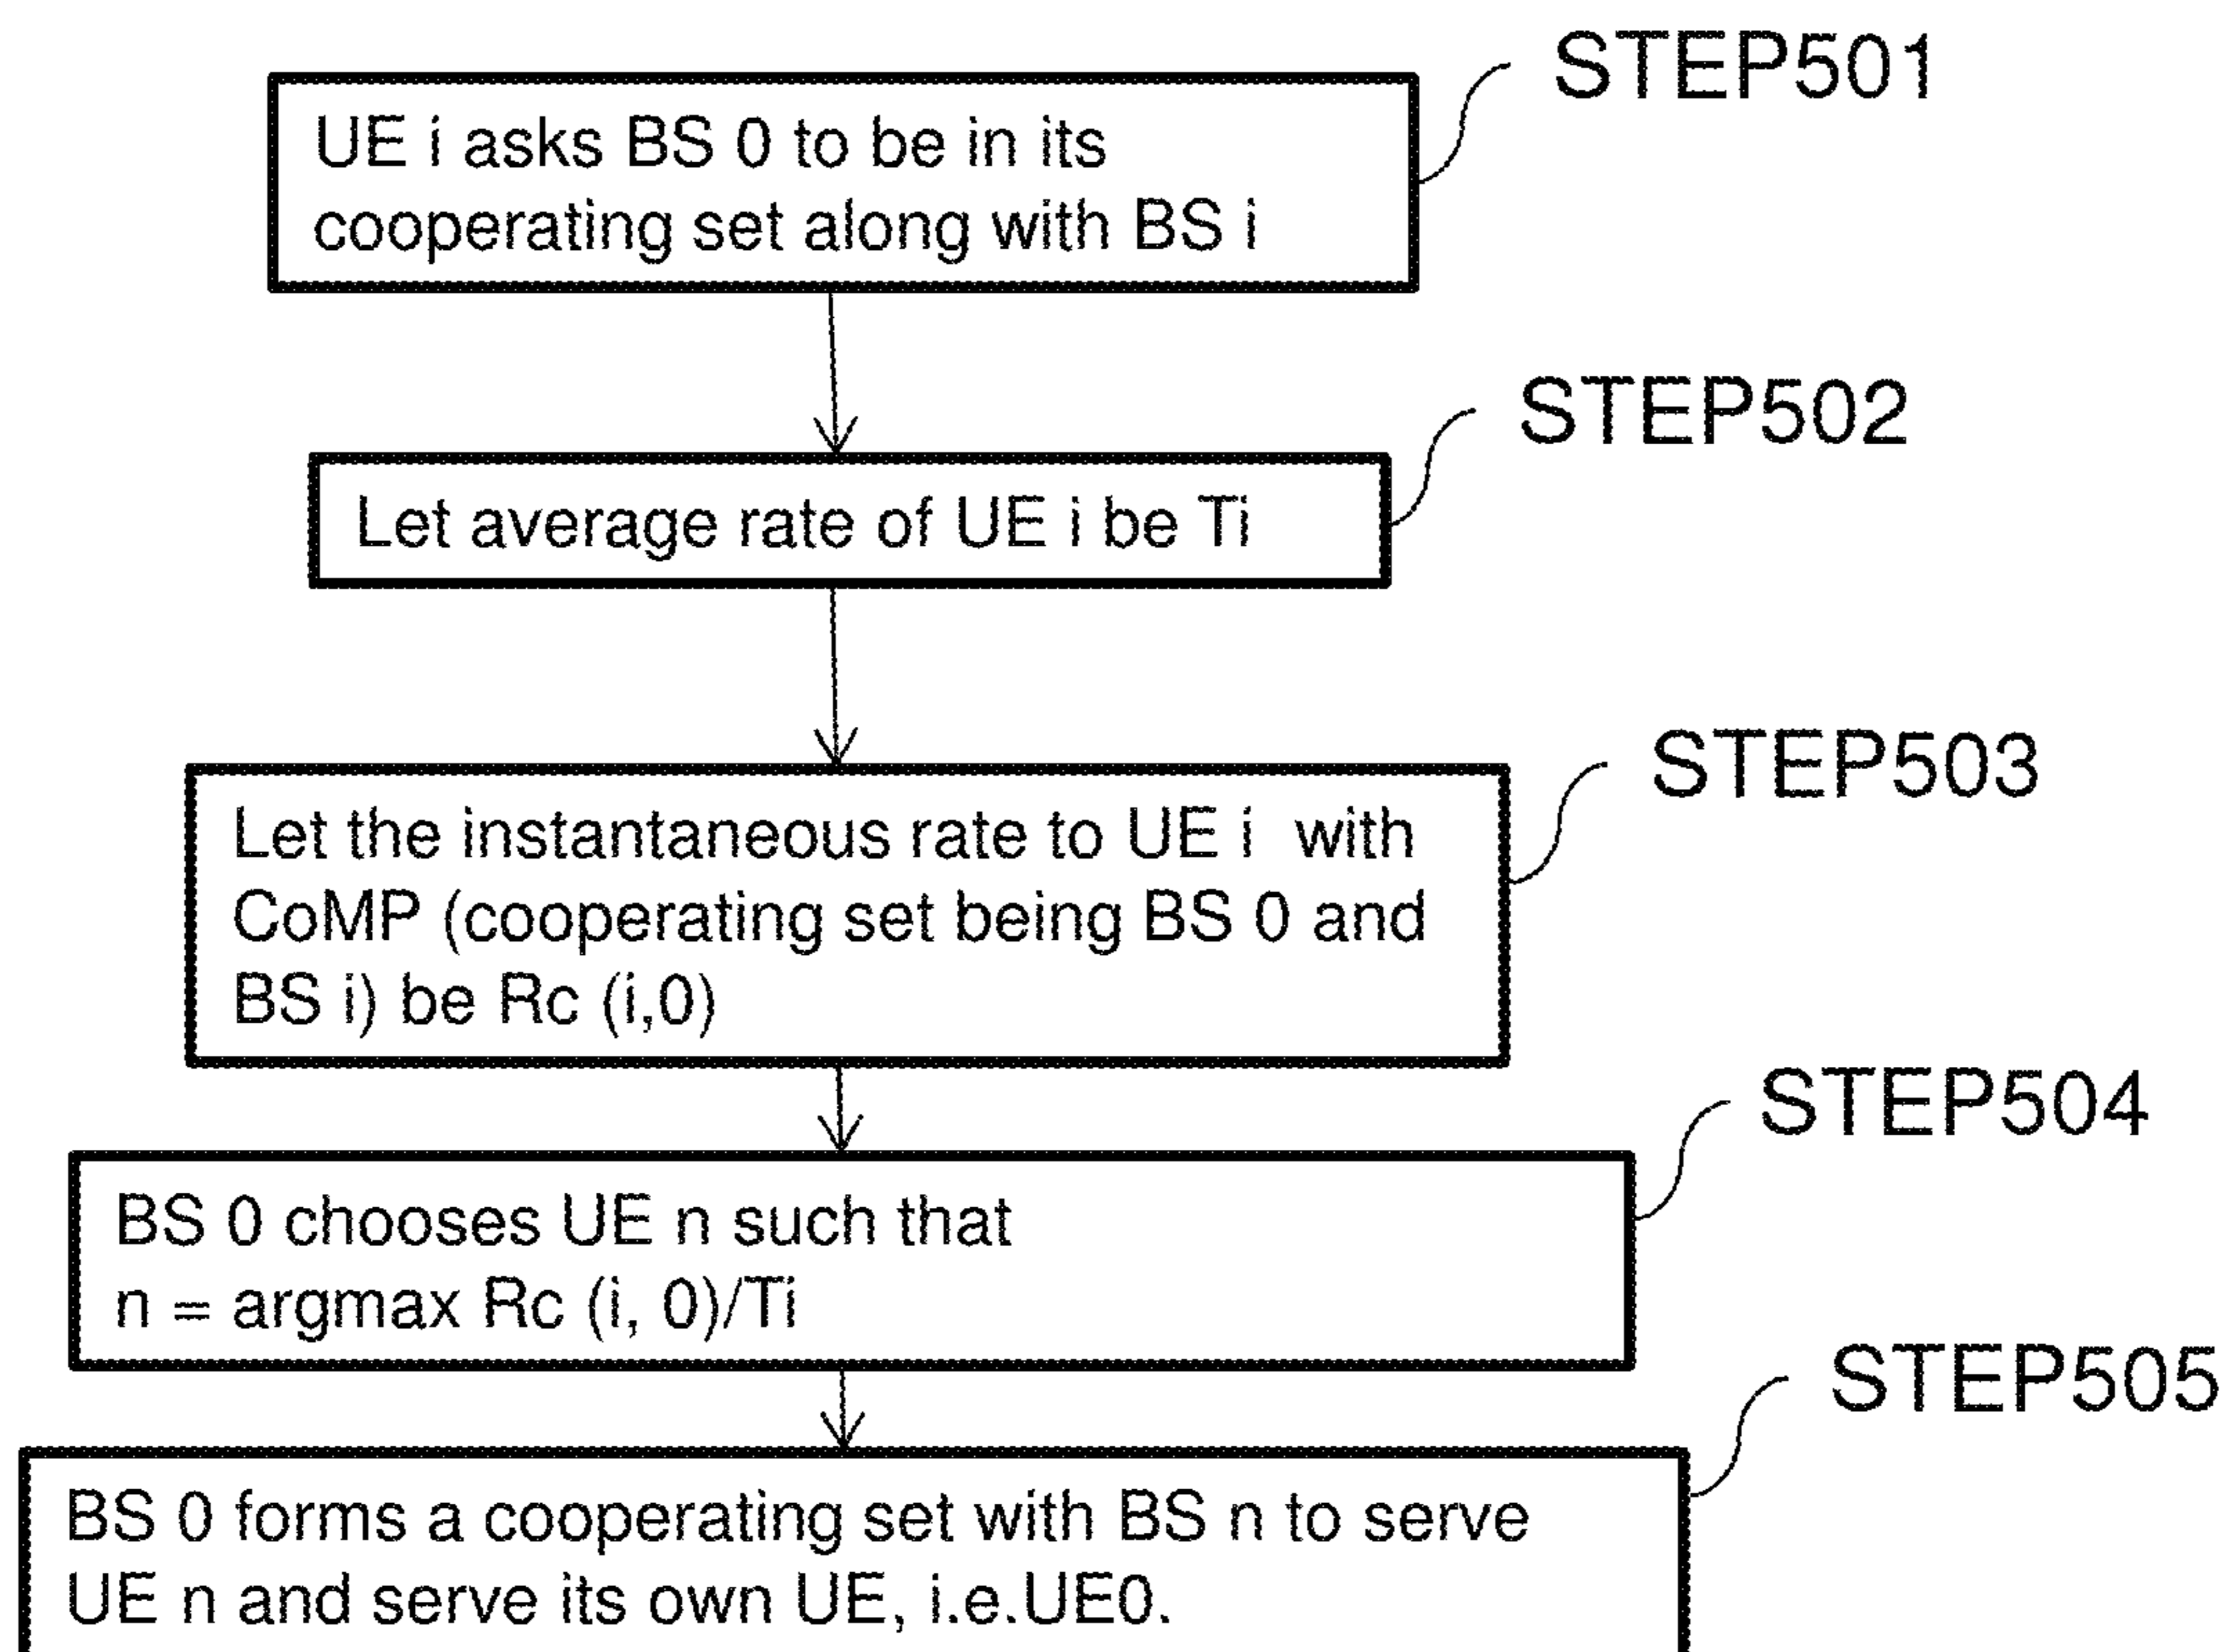 STEP501
UE i asks BS 0 to be in its
cooperating set along with BS i
STEP502
Let average rate of UE i be Ti
STEP503
Let the instantaneous rate to UE i with
CoMP (cooperating set being BS 0 and
BS i) be Rc (i,0)
STEP504
BS 0 chooses UE n such that
n = argmax Rc (i, 0)/Ti
STEP505
BS 0 forms a cooperating set with BS n to serve
UE n and serve its own UE, i.e.UE0.